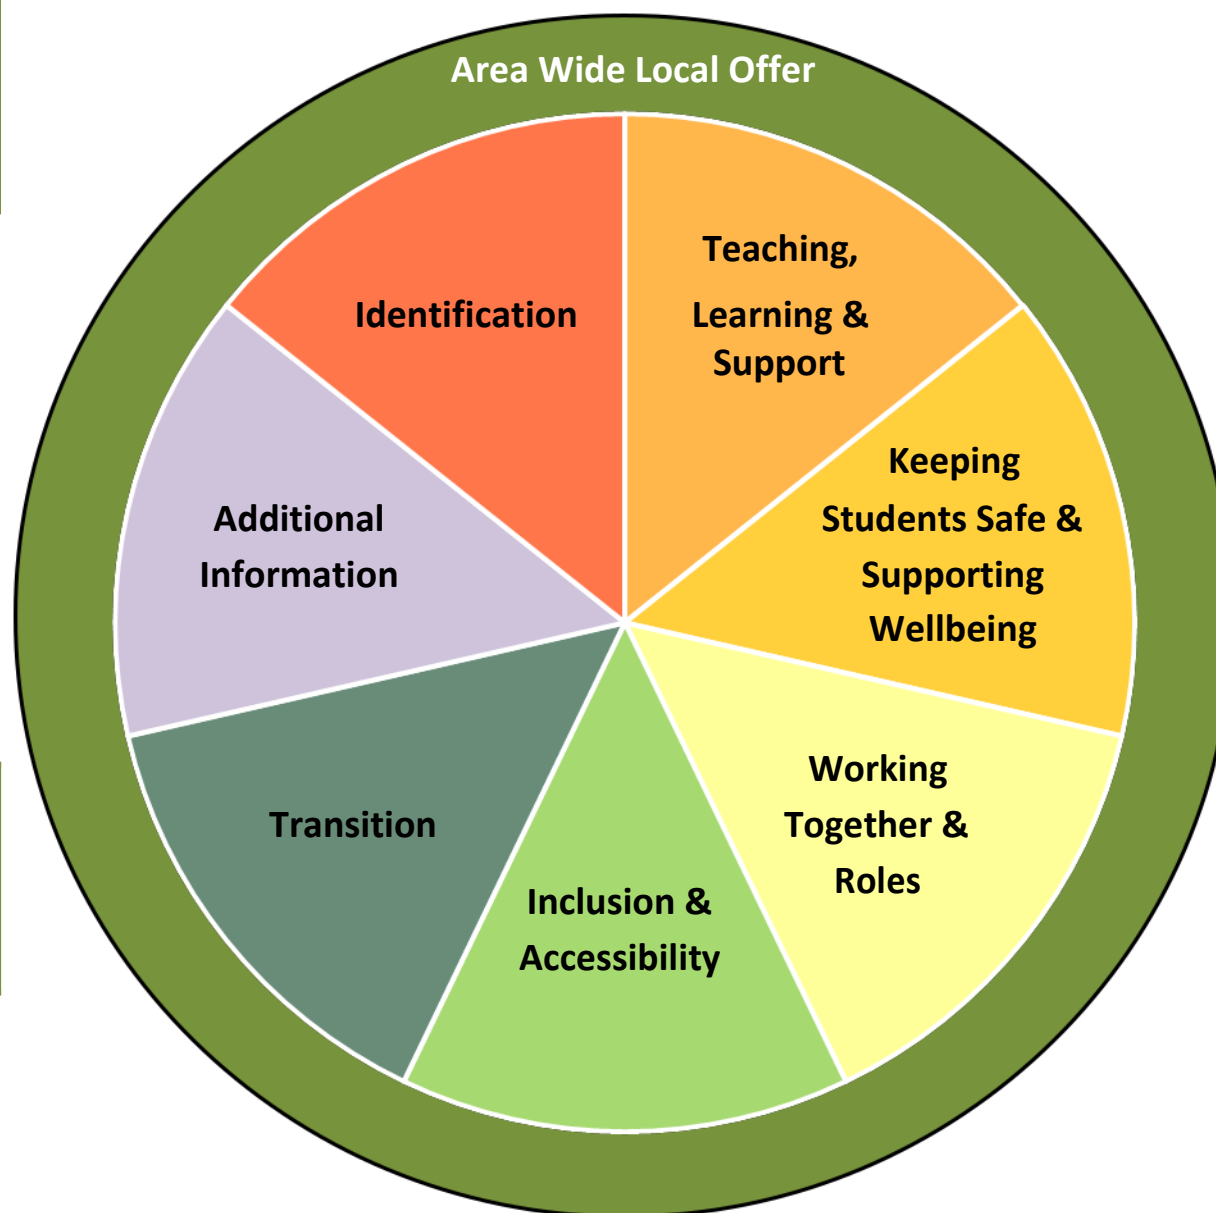 Area Wide Local Offer
Identification
Teaching,
Learning &
Support
Keeping
Students Safe &
Supporting
Wellbeing
Working
Together &
Roles
Inclusion &
Accessibility
Transition
Additional
Information